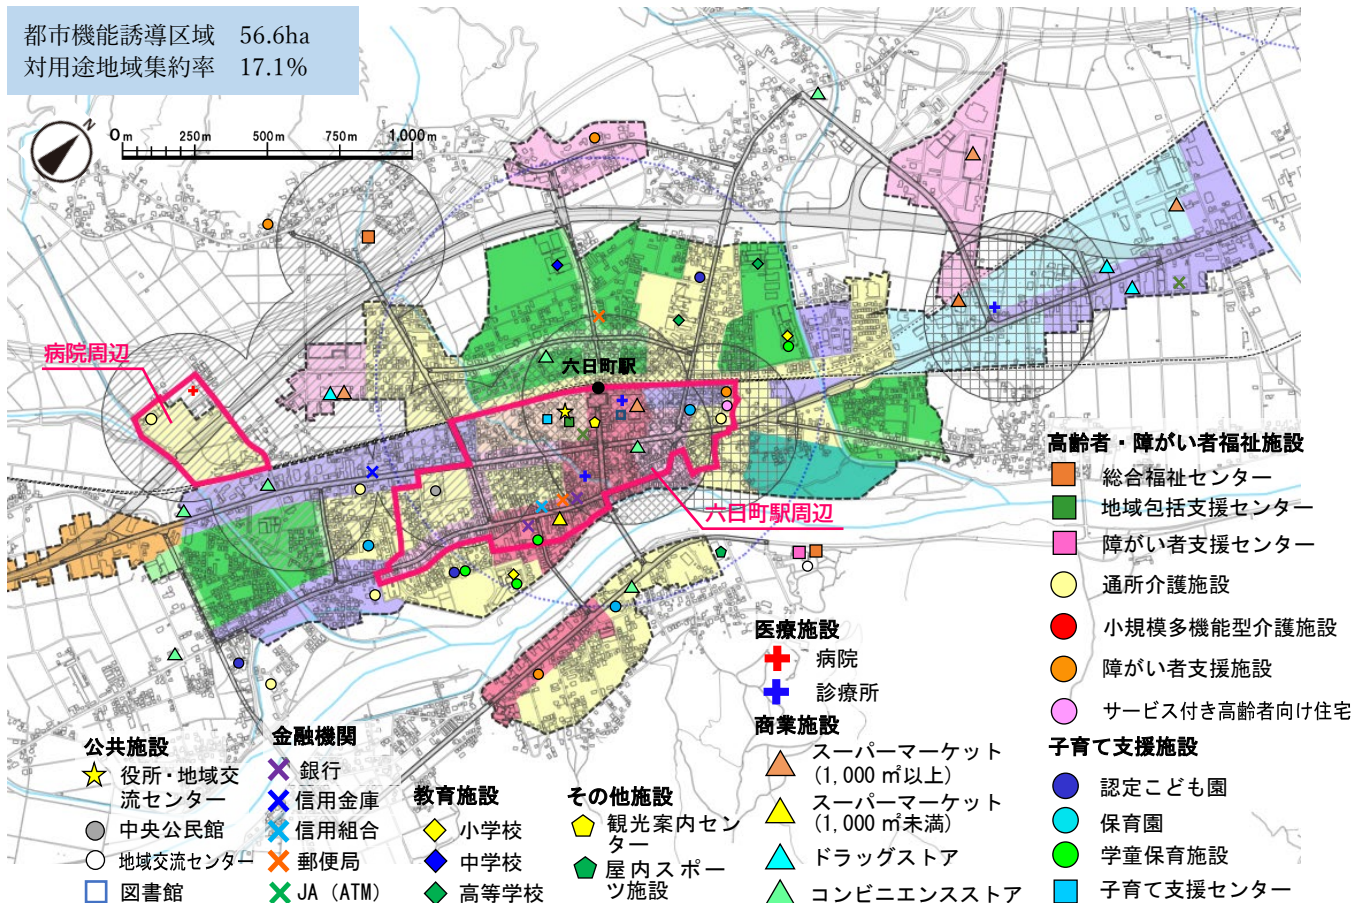 都市機能誘導区域 56.6ha
対用途地域集約率 17.1%
N
0m 250m 500m 750m 1,000m
病院周辺
六日町駅
六日町駅周辺
公共施設
役所・地域交
流センター
中央公民館
地域交流センター
図書館
金融機関
銀行
信用金庫
信用組合
郵便局
JA（ATM）
教育施設
小学校
中学校
高等学校
その他施設
観光案内セン
ター
屋内スポー
ツ施設
医療施設
病院
診療所
商業施設
スーパーマーケット
(1,000㎡以上)
スーパーマーケット
(1,000㎡未満)
ドラッグストア
コンビニエンスストア
高齢者・障がい者福祉施設
総合福祉センター
地域包括支援センター
障がい者支援センター
通所介護施設
小規模多機能型介護施設
障がい者支援施設
サービス付き高齢者向け住宅
子育て支援施設
認定こども園
保育園
学童保育施設
子育て支援センター